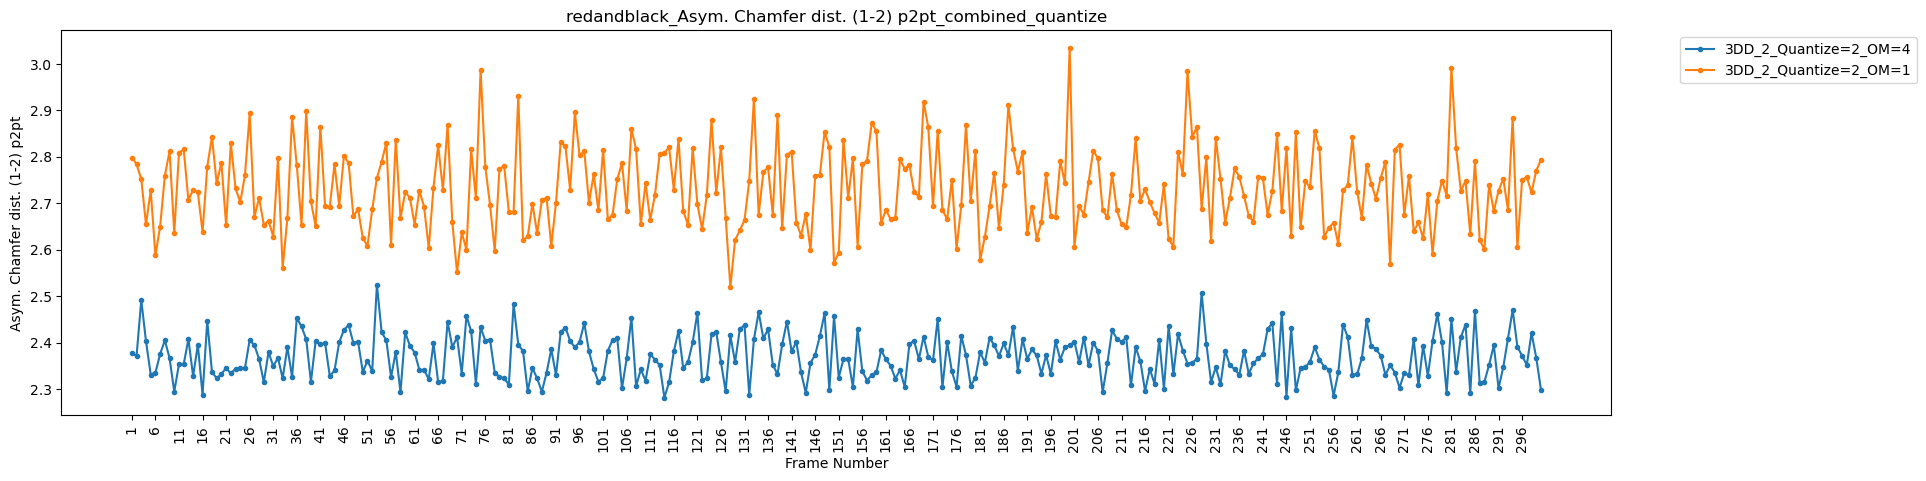 redandblack_Asym. Chamfer dist. (1-2) p2pt_combined_quantize
3DD_2_Quantize=2_OM=4
3DD_2_Quantize=2_OM=1
Asym. Chamfer dist. (1-2) p2pt
3.0
2.9
2.8
2.7
2.6
2.5
2.4
2.3
1 6 11 16 21 26 31 36 41 46 51 56 61 66 71 76 81 86 91 96 101 106 111 116 121 126 131 136 141 146 151 156 161 166 171 176 181 186 191 196 201 206 211 216 221 226 231 236 241 246 251 256 261 266 271 276 281 286 291 296
Frame Number